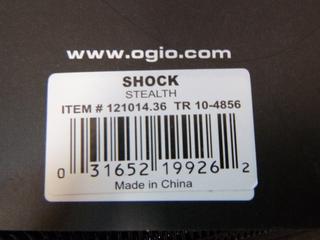 www.ogio.com
SHOCK
STEALTH
ITEM # 121014.36 TR 10-4856
0 31652 19926 2
Made in China